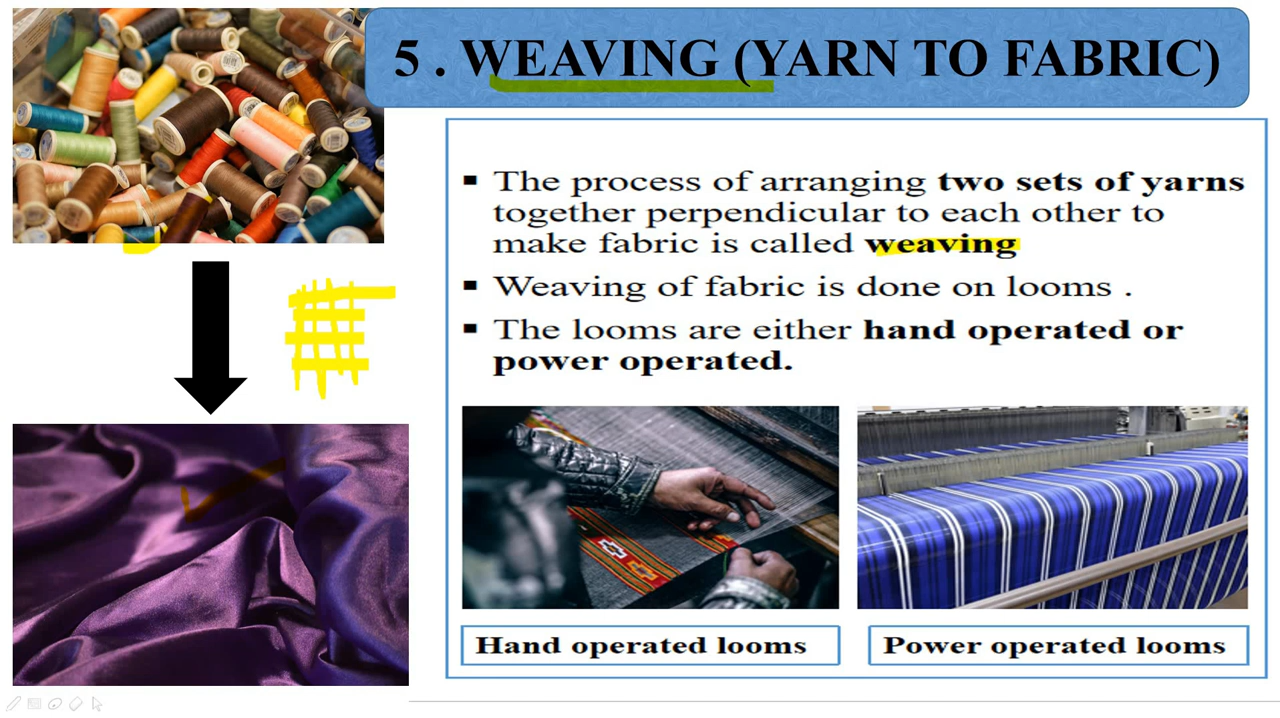 5 . WEAVING (YARN TO FABRIC)
▪ The process of arranging two sets of yarns
together perpendicular to each other to
make fabric is called weaving
▪ Weaving of fabric is done on looms .
▪ The looms are either hand operated or
power operated.
Hand operated looms
Power operated looms